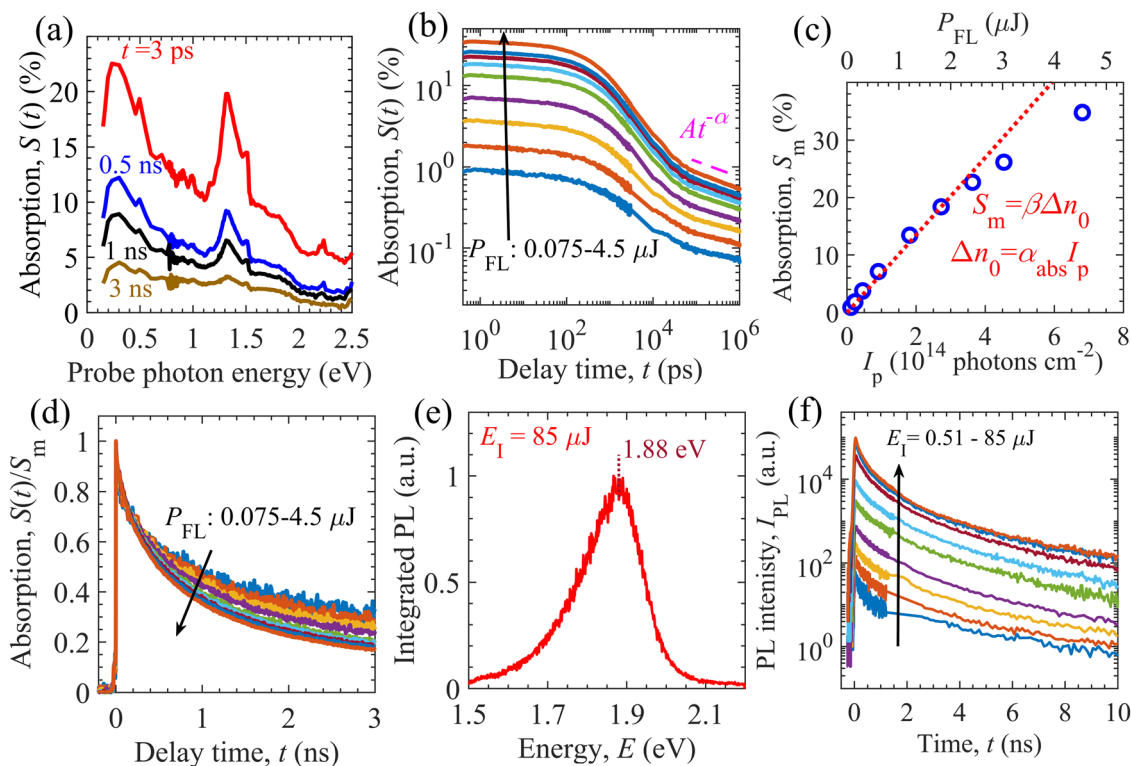 (a)
t =3 ps
0.5 ns
1 ns
3 ns
Absorption, S (t) (%)
20
15
10
5
0
0 0.5 1 1.5 2 2.5
Probe photon energy (eV)
(b)
Absorption, S(t) (%)
10^1
10^0
10^-1
At^-α
P_FL: 0.075-4.5 μJ
10^0 10^2 10^4 10^6
Delay time, t (ps)
(c)
P_FL (μJ)
0 1 2 3 4 5
Absorption, S_m (%)
30
20
10
0
S_m=βΔn_0
Δn_0=α_abs I_p
0 2 4 6 8
I_p (10^14 photons cm^-2)
(d)
Absorption, S(t)/S_m
1
0.8
0.6
0.4
0.2
0
P_FL: 0.075-4.5 μJ
0 1 2 3
Delay time, t (ns)
(e)
E_I = 85 μJ
1.88 eV
Integrated PL (a.u.)
1
0.5
0
1.5 1.7 1.9 2.1
Energy, E (eV)
(f)
E_I = 0.51 - 85 μJ
PL intenisty, I_PL (a.u.)
10^4
10^2
10^0
0 2 4 6 8 10
Time, t (ns)